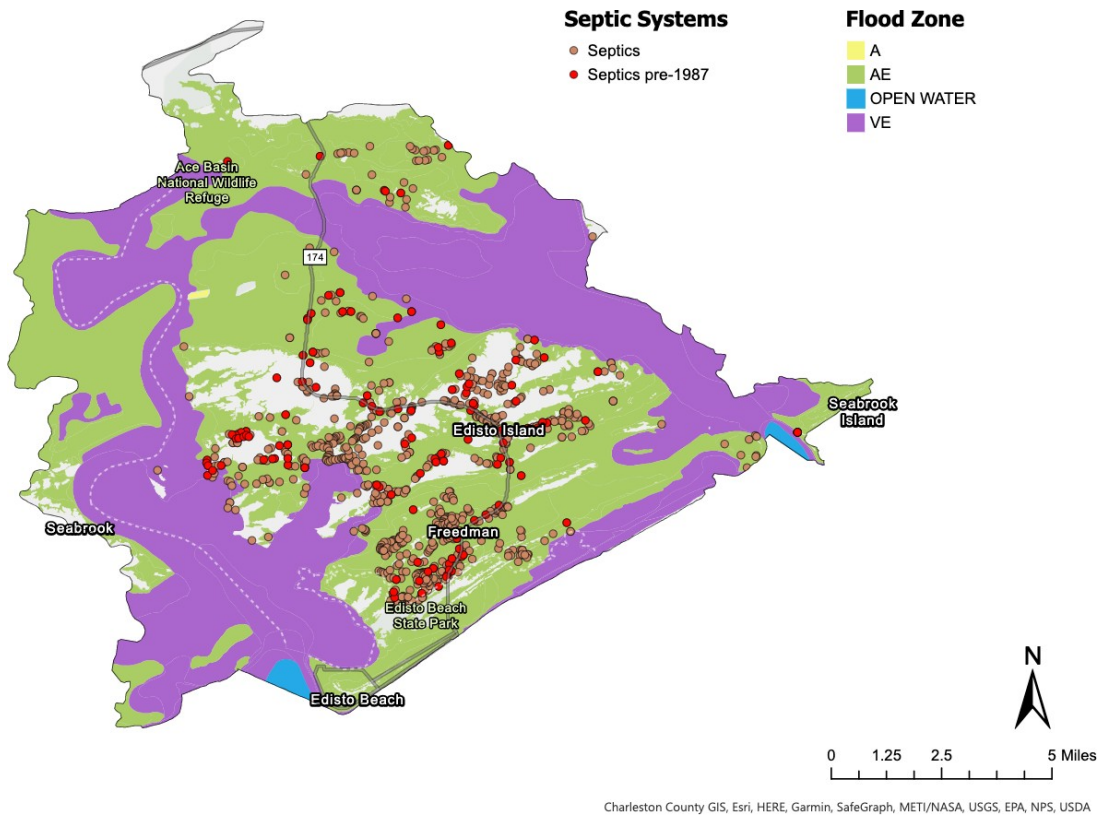 Septic Systems
Septics
Septics pre-1987
Flood Zone
A
AE
OPEN WATER
VE
Ace Basin
National Wildlife
Refuge
174
Seabrook
Island
Edisto Island
Seabrook
Freedman
Edisto Beach
State Park
Edisto Beach
N
0 1.25 2.5 5 Miles
Charleston County GIS, Esri, HERE, Garmin, SafeGraph, METI/NASA, USGS, EPA, NPS, USDA